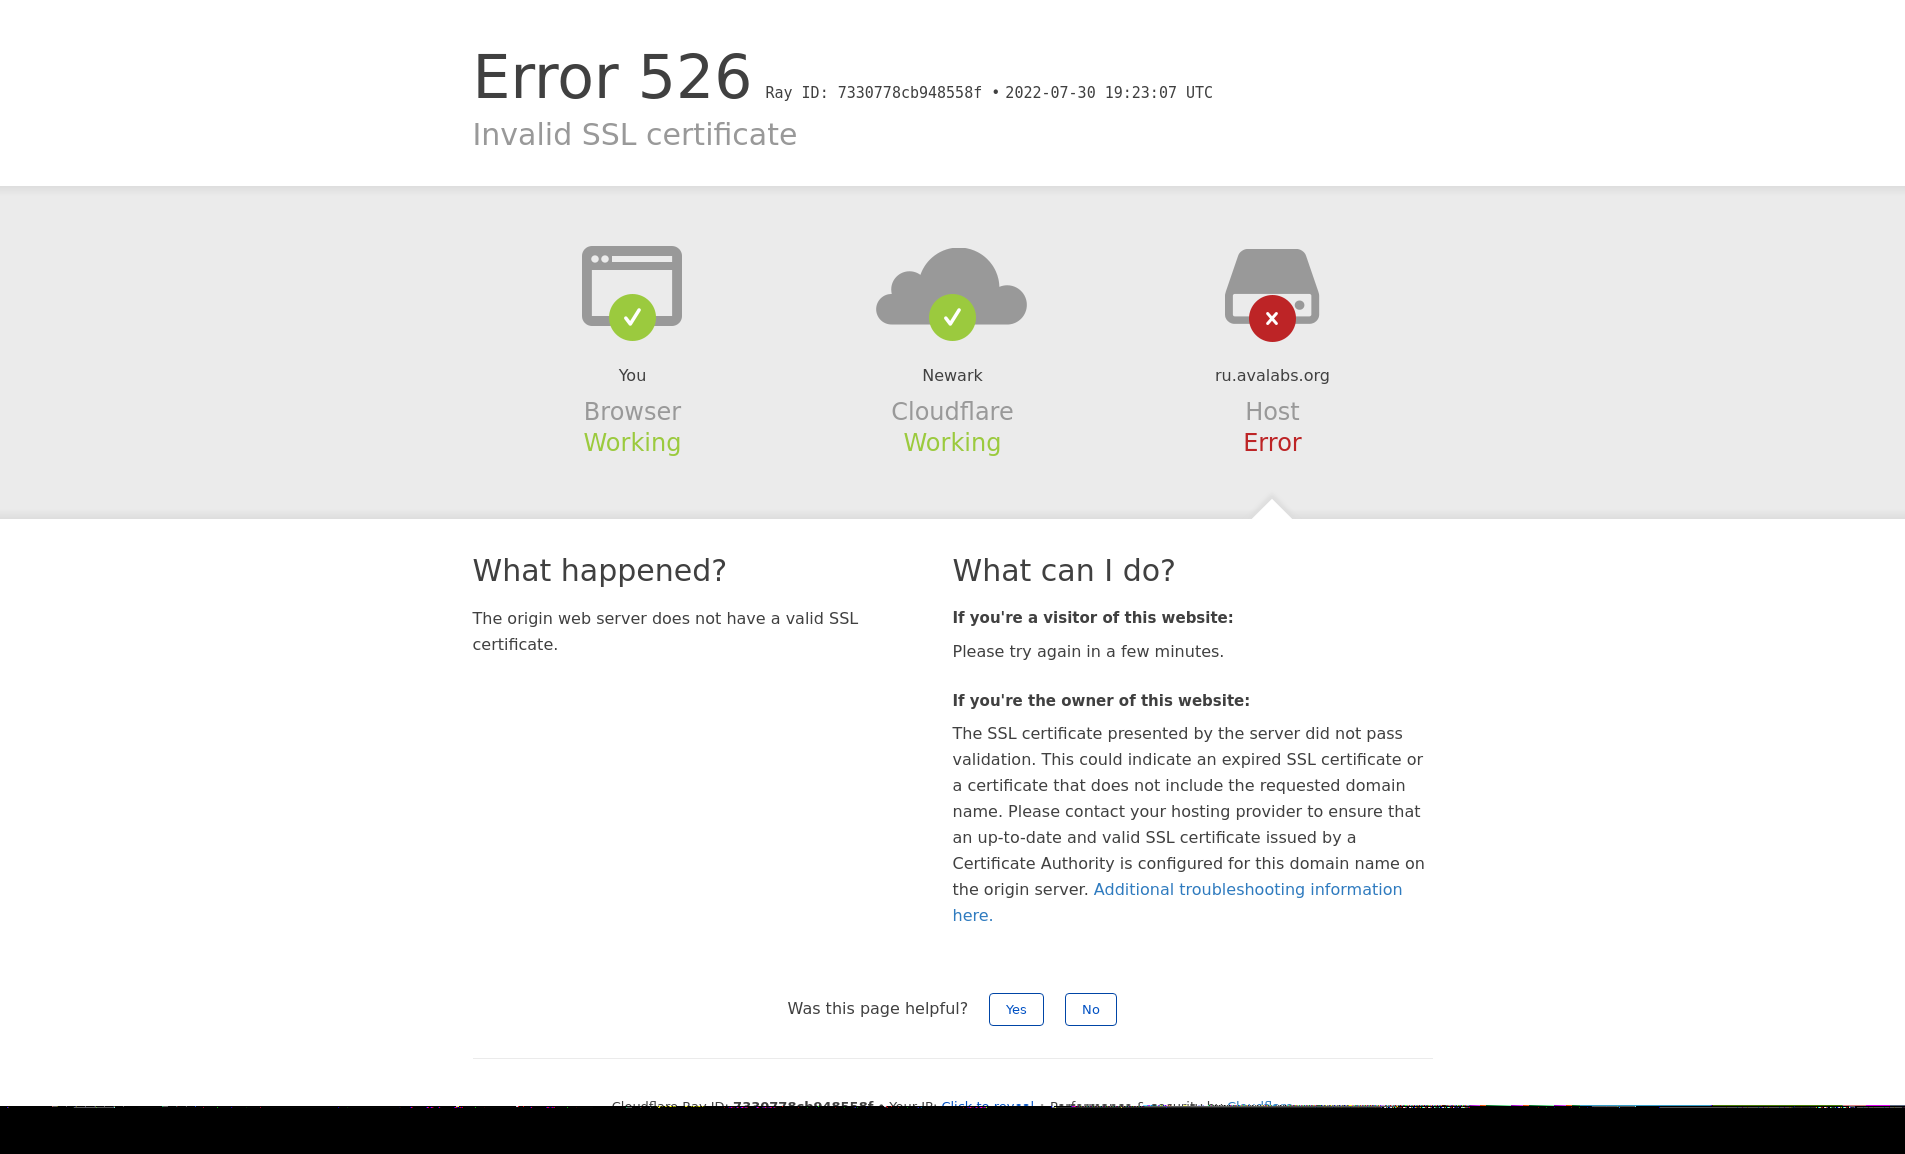 Error 526 Ray ID: 7330778cb948558f • 2022-07-30 19:23:07 UTC
Invalid SSL certificate
You
Browser
Working
Newark
Cloudflare
Working
ru.avalabs.org
Host
Error
What happened?
The origin web server does not have a valid SSL
certificate.
What can I do?
If you're a visitor of this website:
Please try again in a few minutes.
If you're the owner of this website:
The SSL certificate presented by the server did not pass
validation. This could indicate an expired SSL certificate or
a certificate that does not include the requested domain
name. Please contact your hosting provider to ensure that
an up-to-date and valid SSL certificate issued by a
Certificate Authority is configured for this domain name on
the origin server. Additional troubleshooting information
here.
Was this page helpful? Yes No
Cloudflare Ray ID: 7330778cb948558f • Your IP: Click to reveal • Performance & security by Cloudflare